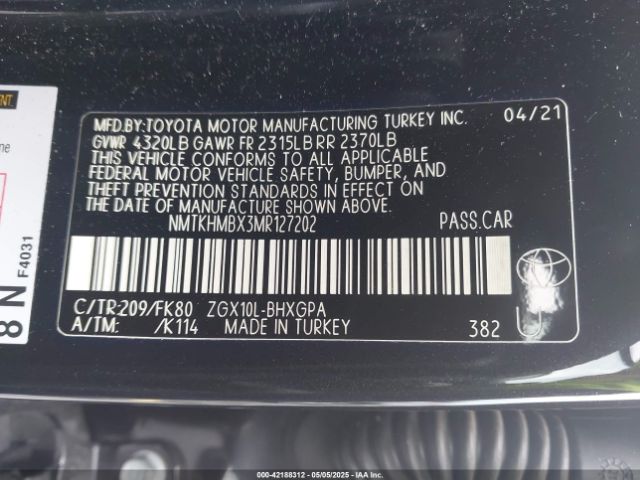 MFD.BY:TOYOTA MOTOR MANUFACTURING TURKEY INC. 04/21
GVWR 4320LB GAWR FR 2315LB RR 2370LB
THIS VEHICLE CONFORMS TO ALL APPLICABLE
FEDERAL MOTOR VEHICLE SAFETY, BUMPER, AND
THEFT PREVENTION STANDARDS IN EFFECT ON
THE DATE OF MANUFACTURE SHOWN ABOVE.
NMTKHMBX3MR127202 PASS.CAR
C/TR:209/FK80 ZGX10L-BHXGPA
A/TM: /K114 MADE IN TURKEY 382 U
F4031
8 N
000-42188312 - 05/05/2025 - IAAI.COM